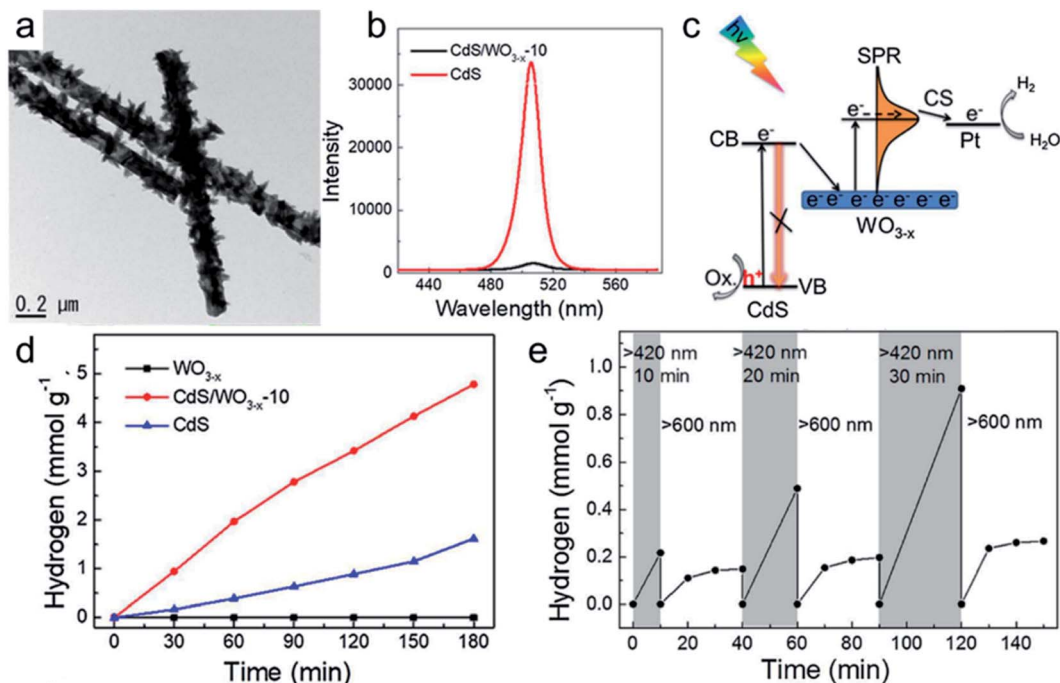 a
0.2 μm
b
CdS/WO3-x-10
CdS
Intensity
30000
20000
10000
0
440 480 520 560
Wavelength (nm)
c
hv
SPR
CS
e-
e-
H2
Pt
H2O
CB
e-
e- e- e- e- e- e- e-
WO3-x
Ox.
h+
VB
CdS
d
WO3-x
CdS/WO3-x-10
CdS
Hydrogen (mmol g-1)
5
4
3
2
1
0
0 30 60 90 120 150 180
Time (min)
e
>420 nm
10 min
>600 nm
>420 nm
20 min
>600 nm
>420 nm
30 min
>600 nm
Hydrogen (mmol g-1)
1.0
0.8
0.6
0.4
0.2
0.0
0 20 40 60 80 100 120 140
Time (min)